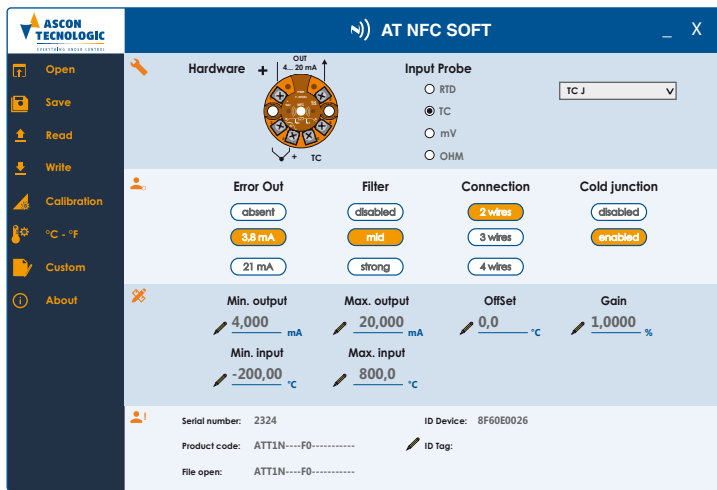 ASCON
TECNOLOGIC
EVERYTHING UNDER CONTROL
AT NFC SOFT
_ X
Open
Save
Read
Write
Calibration
°C - °F
Custom
About
Hardware
+
OUT
4... 20 mA
+ TC
Input Probe
RTD
TC
mV
OHM
TC J
Error Out
absent
3,8 mA
21 mA
Filter
disabled
mid
strong
Connection
2 wires
3 wires
4 wires
Cold junction
disabled
enabled
Min. output
4,000 mA
Max. output
20,000 mA
OffSet
0,0 °C
Gain
1,0000 %
Min. input
-200,00 °C
Max. input
800,0 °C
Serial number: 2324
ID Device: 8F60E0026
Product code: ATT1N----F0-----------
ID Tag:
File open: ATT1N----F0-----------